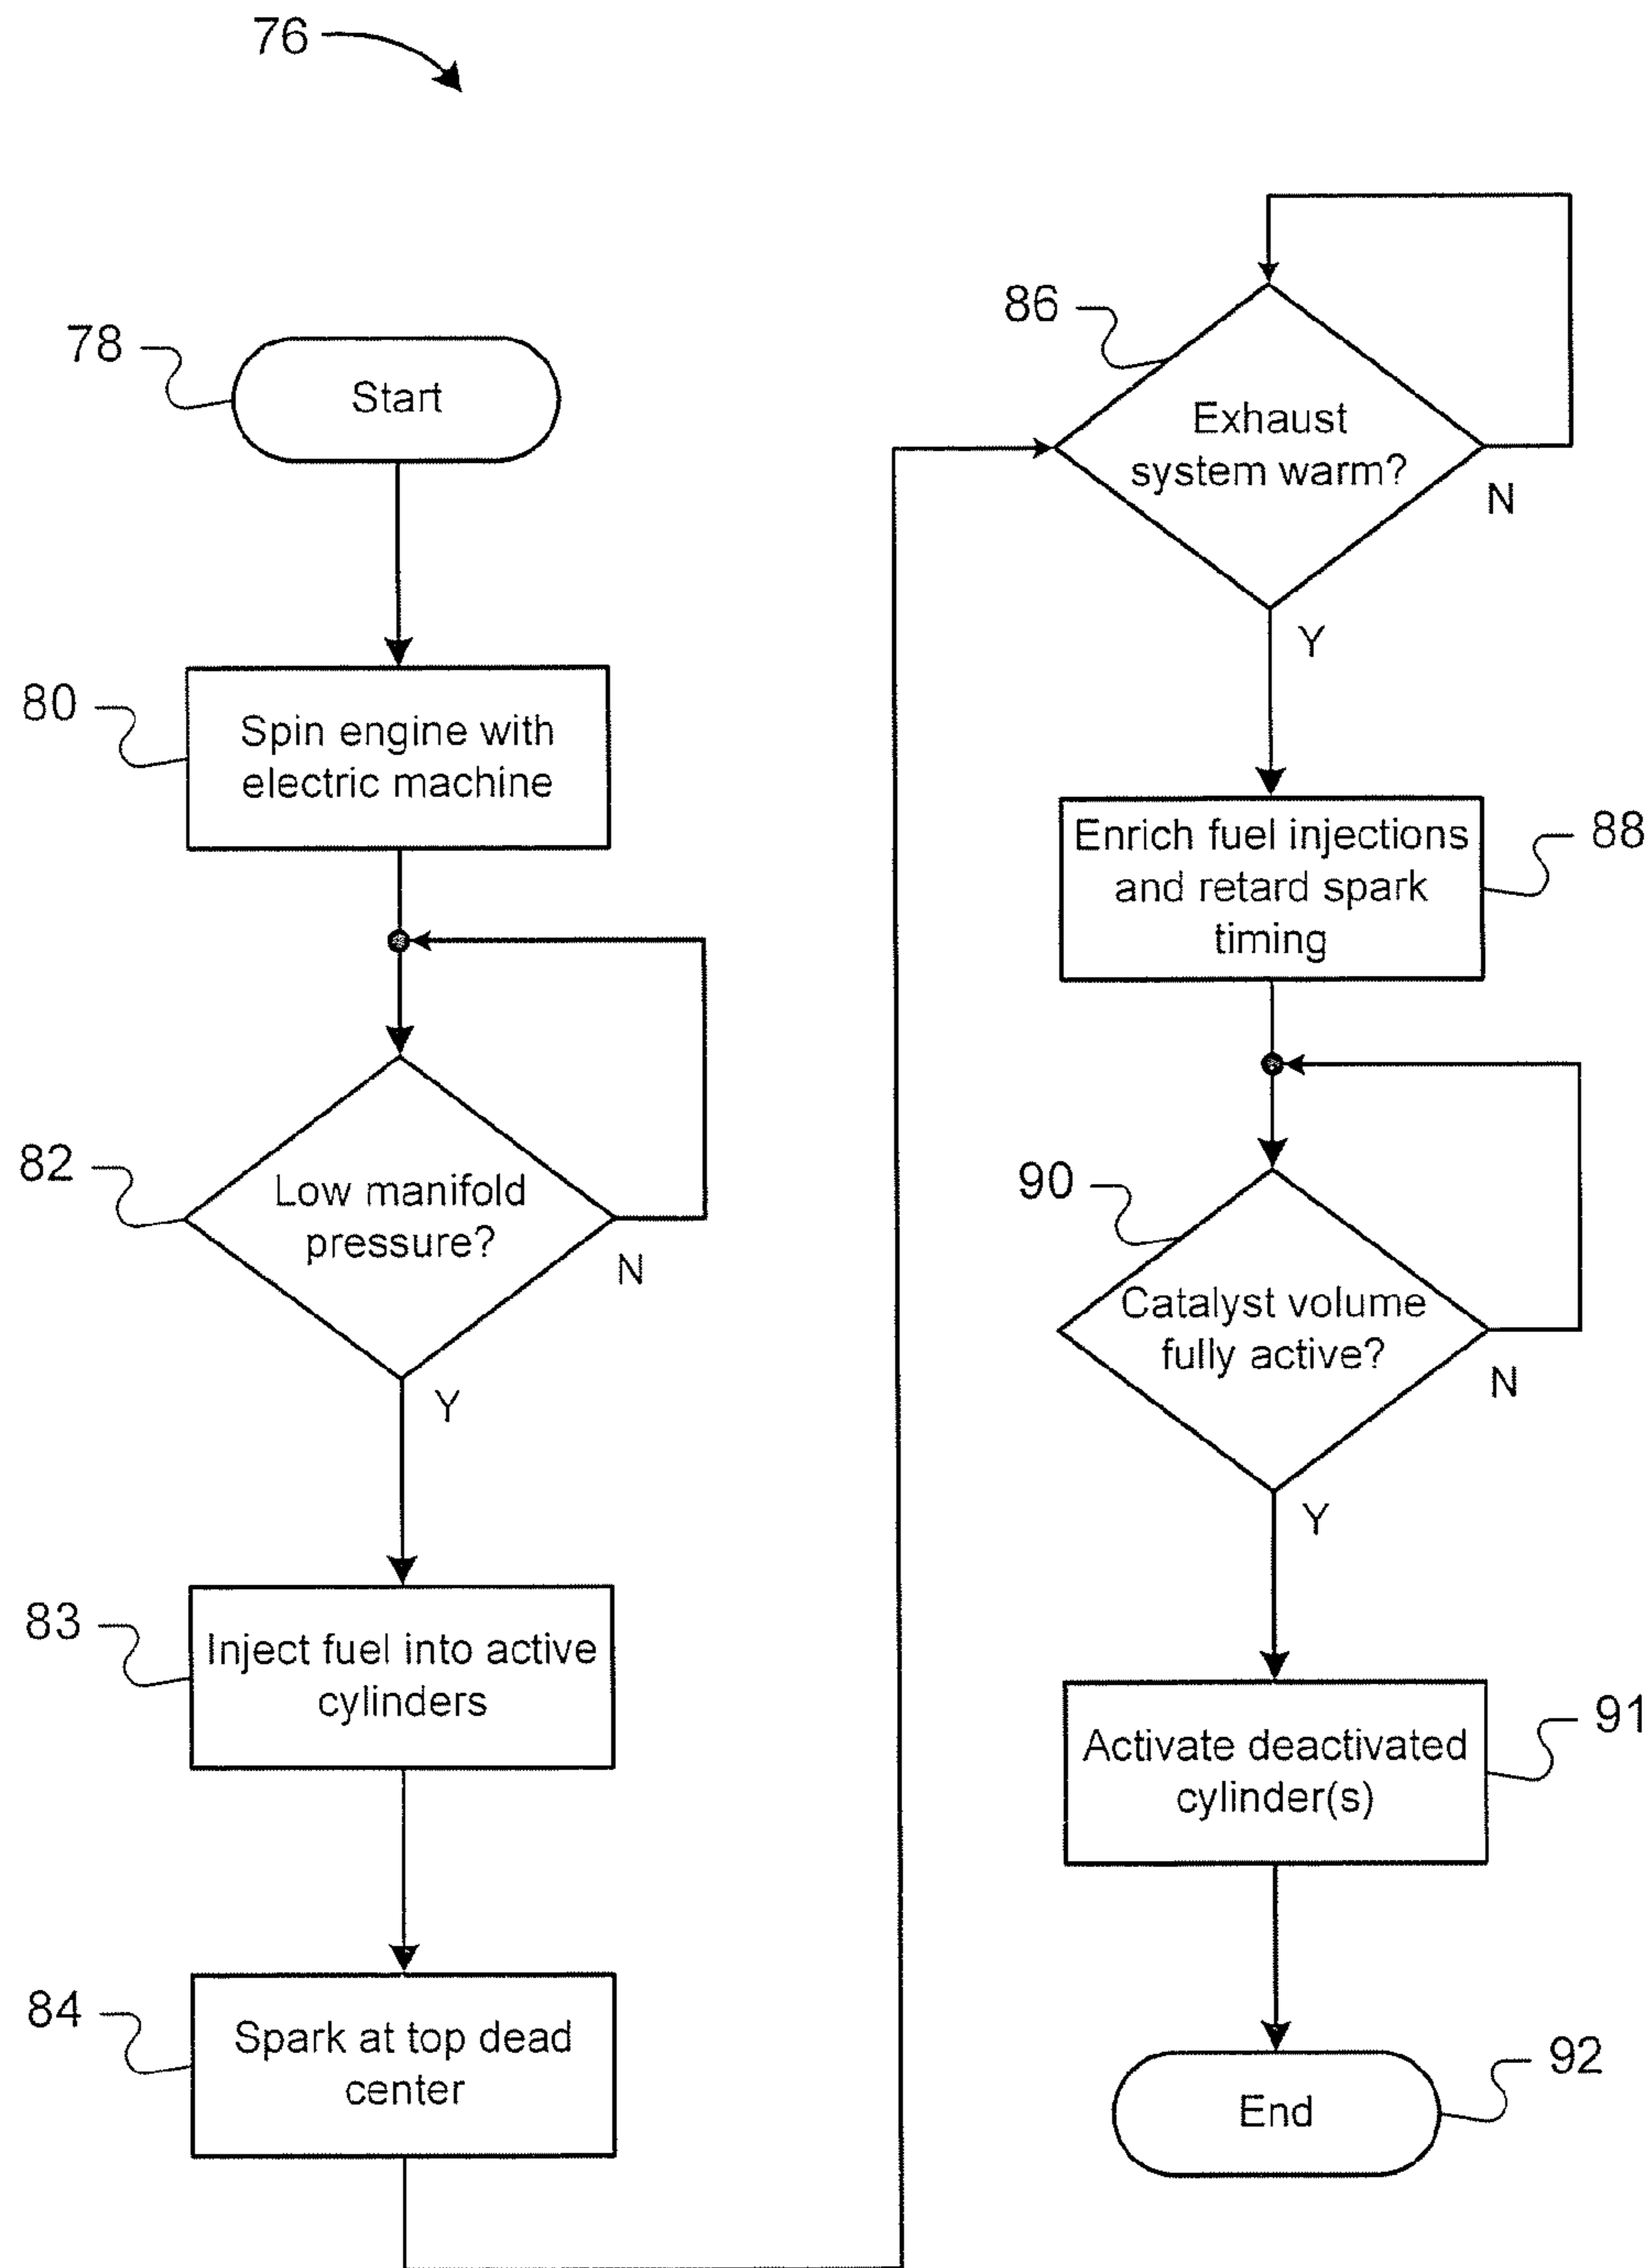 76
78
Start
80
Spin engine with
electric machine
82
Low manifold
pressure?
N
Y
83
Inject fuel into active
cylinders
84
Spark at top dead
center
86
Exhaust
system warm?
N
Y
88
Enrich fuel injections
and retard spark
timing
90
Catalyst volume
fully active?
N
Y
91
Activate deactivated
cylinder(s)
92
End